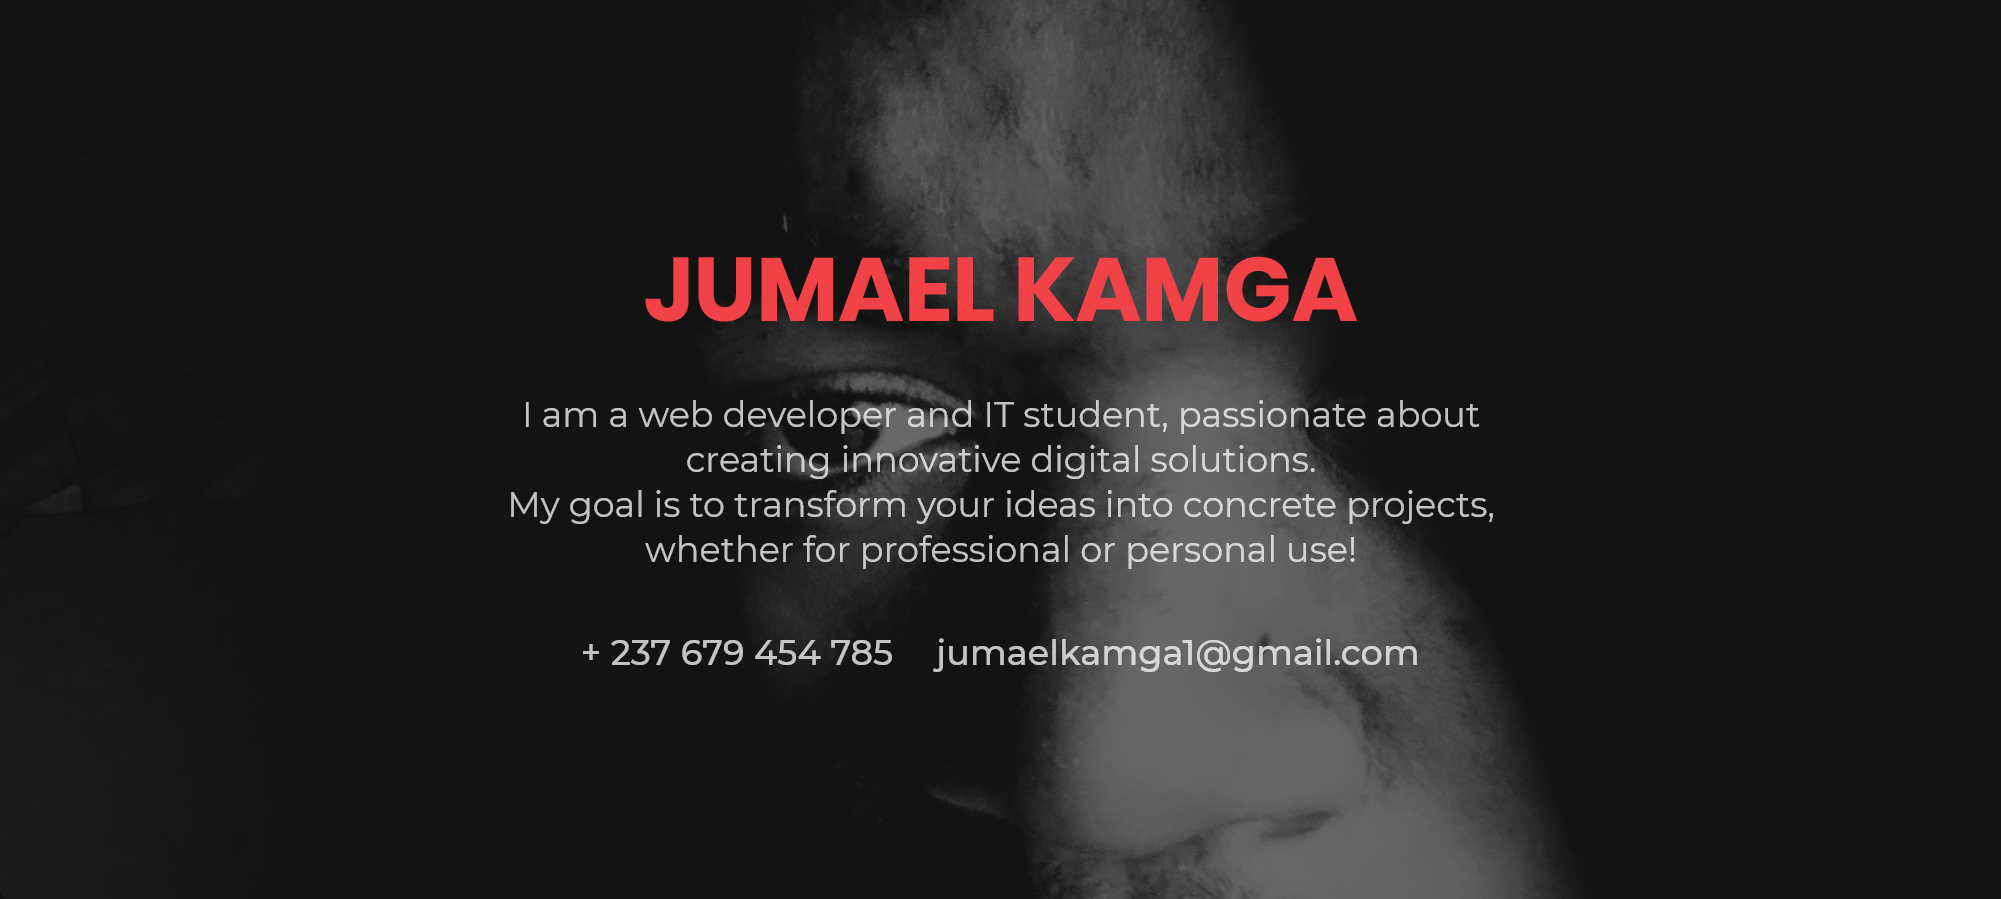 JUMAEL KAMGA
I am a web developer and IT student, passionate about
creating innovative digital solutions.
My goal is to transform your ideas into concrete projects,
whether for professional or personal use!
+ 237 679 454 785 jumaelkamga1@gmail.com